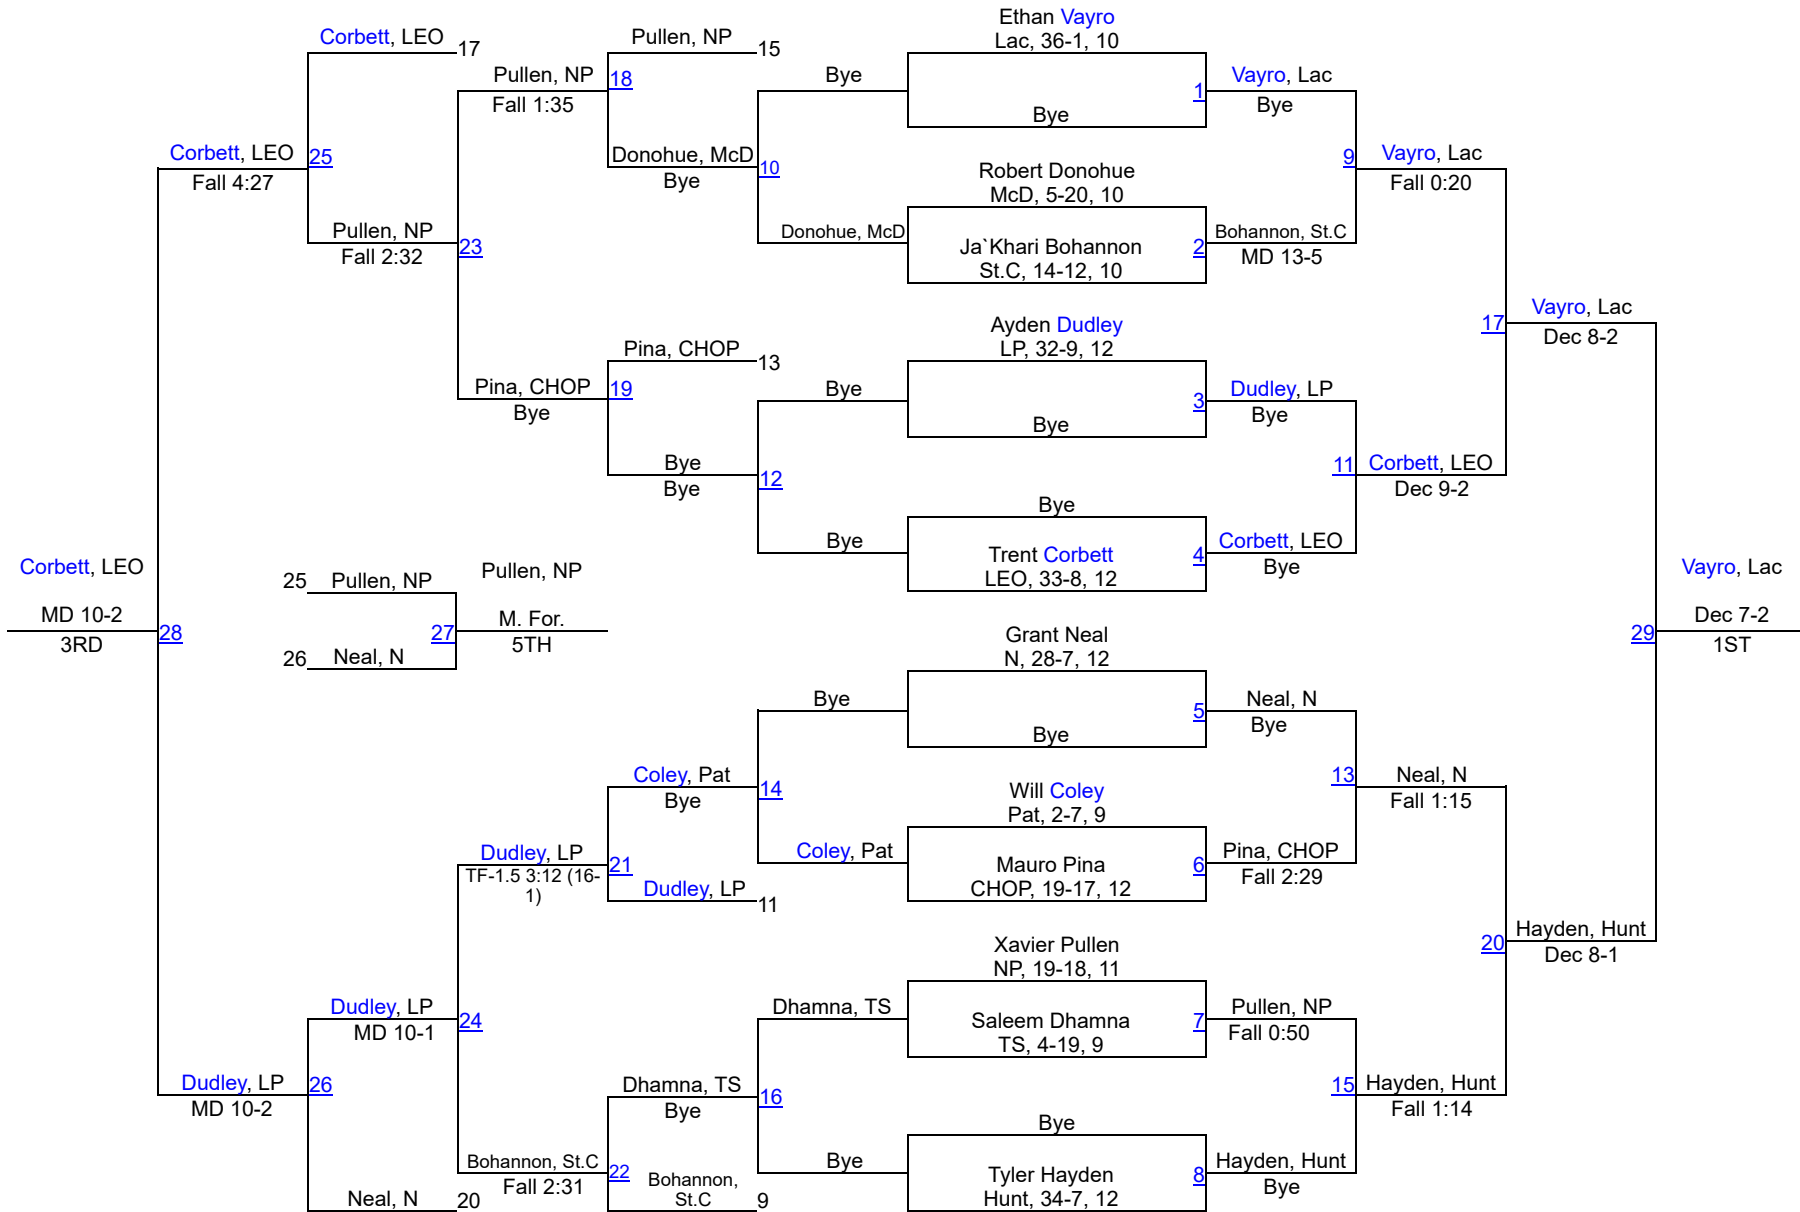 Corbett, LEO
17
Corbett, LEO
25
Fall 4:27
Pullen, NP
Fall 2:32
23
Pullen, NP
Fall 1:35
18
Pullen, NP
15
Donohue, McD
Bye
10
Bye
Donohue, McD
Pina, CHOP
Bye
19
Pina, CHOP
13
Bye
Bye
12
Bye
Bye
Corbett, LEO
MD 10-2
3RD
28
25
Pullen, NP
26
Neal, N
27
Pullen, NP
M. For.
5TH
Dudley, LP
MD 10-2
26
Dudley, LP
MD 10-1
24
Neal, N
20
Dudley, LP
TF-1.5 3:12 (16-
1)
21
Coley, Pat
Bye
14
Dudley, LP
11
Bye
Coley, Pat
Bohannon, St.C
Fall 2:31
22
Dhamna, TS
Bye
16
Bohannon,
St.C
9
Dhamna, TS
Bye
Ethan Vayro
Lac, 36-1, 10
Bye
1
Robert Donohue
McD, 5-20, 10
Ja`Khari Bohannon
St.C, 14-12, 10
2
Ayden Dudley
LP, 32-9, 12
Bye
3
Bye
Trent Corbett
LEO, 33-8, 12
4
Grant Neal
N, 28-7, 12
Bye
5
Will Coley
Pat, 2-7, 9
Mauro Pina
CHOP, 19-17, 12
6
Xavier Pullen
NP, 19-18, 11
Saleem Dhamna
TS, 4-19, 9
7
Bye
Tyler Hayden
Hunt, 34-7, 12
8
Vayro, Lac
Bye
9
Bohannon, St.C
MD 13-5
Dudley, LP
Bye
11
Corbett, LEO
Bye
Neal, N
Bye
13
Pina, CHOP
Fall 2:29
Pullen, NP
Fall 0:50
15
Hayden, Hunt
Bye
Vayro, Lac
Fall 0:20
17
Corbett, LEO
Dec 9-2
Neal, N
Fall 1:15
20
Hayden, Hunt
Fall 1:14
Vayro, Lac
Dec 8-2
29
Hayden, Hunt
Dec 8-1
Vayro, Lac
Dec 7-2
1ST